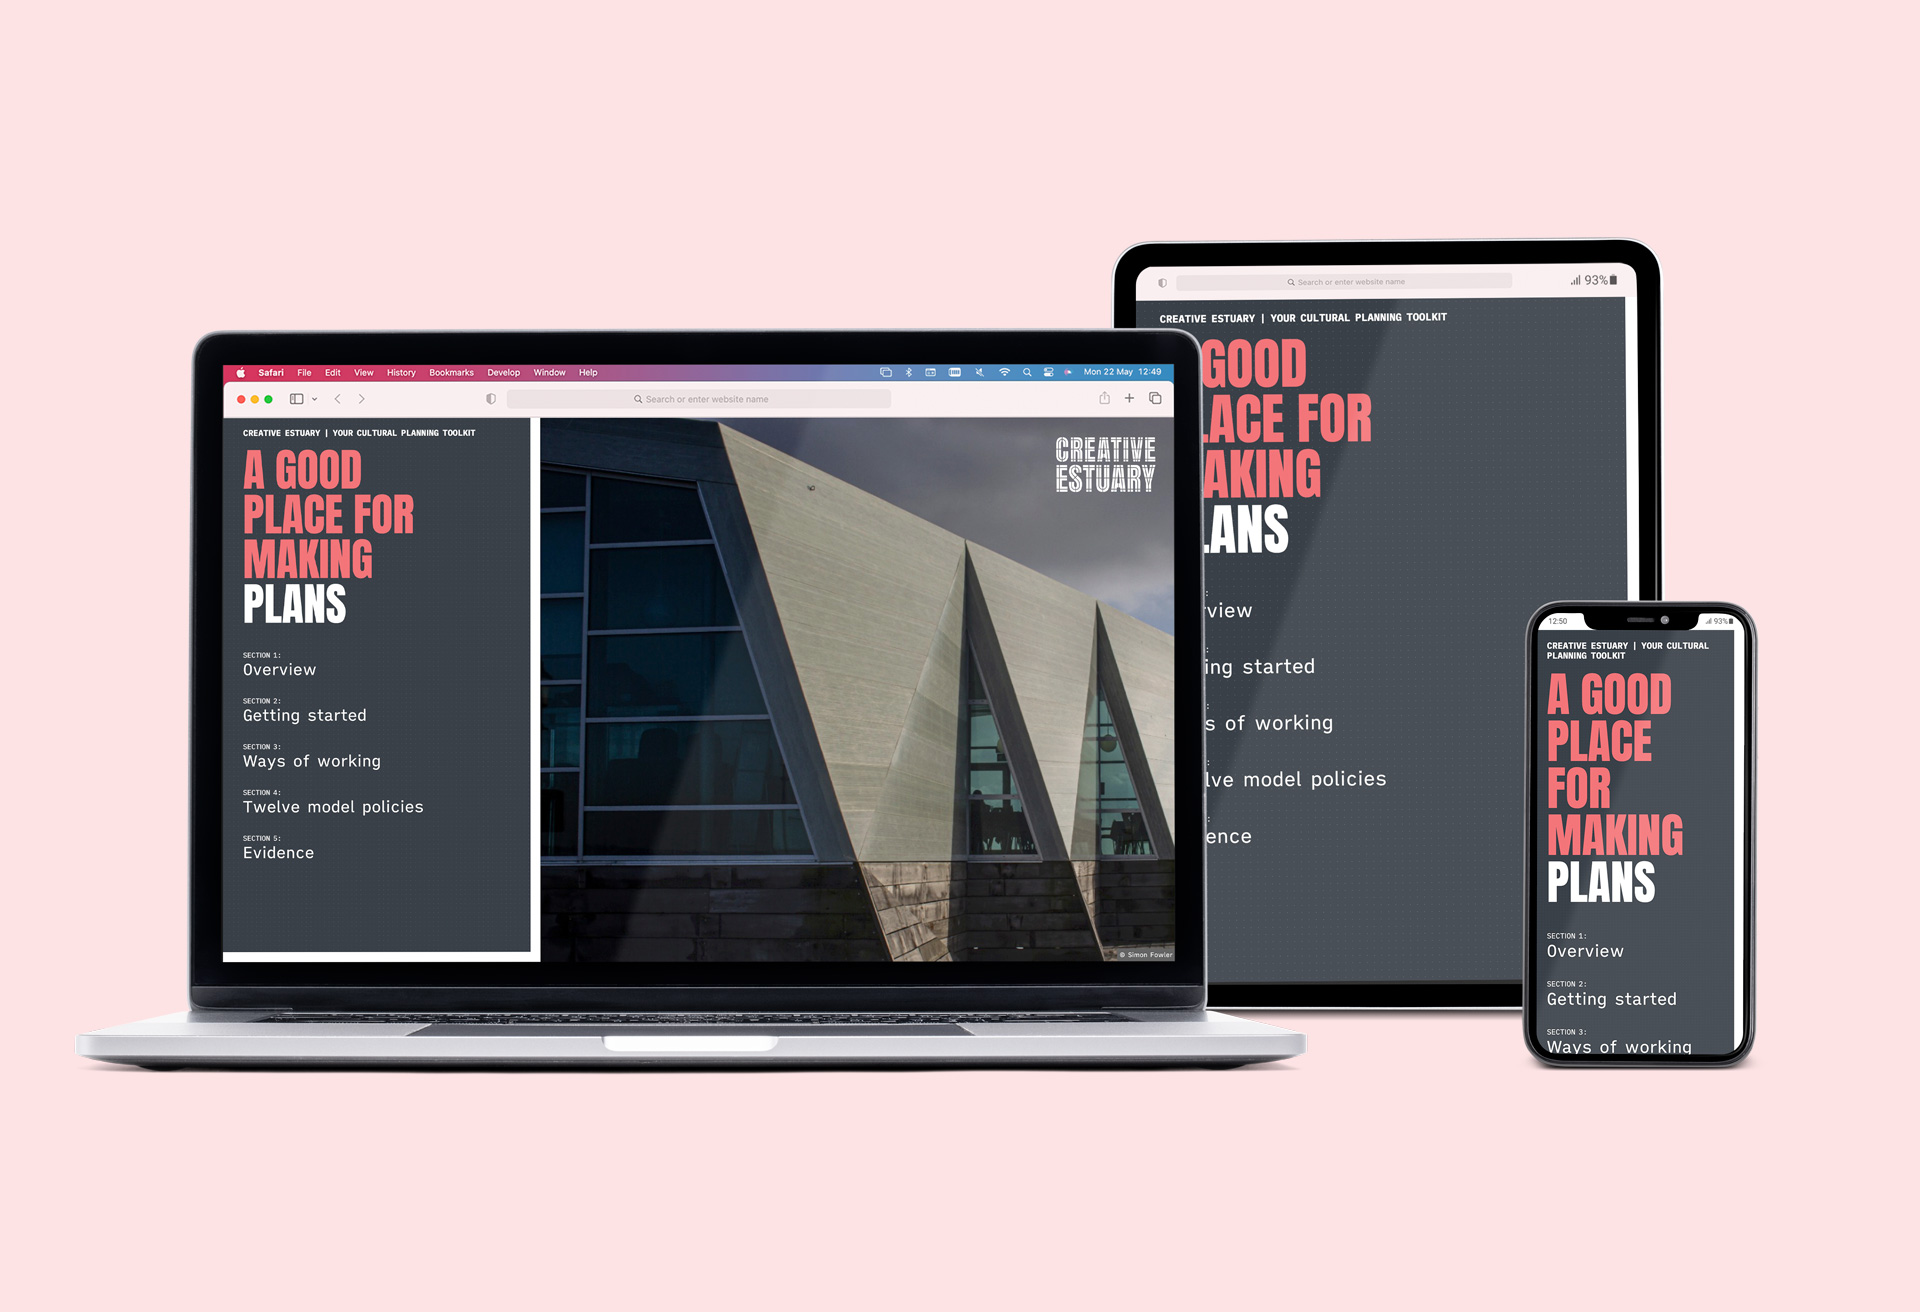 Safari File Edit View History Bookmarks Develop Window Help Mon 22 May 12:49
Search or enter website name
CREATIVE ESTUARY | YOUR CULTURAL PLANNING TOOLKIT
A GOOD
PLACE FOR
MAKING
PLANS
SECTION 1:
Overview
SECTION 2:
Getting started
SECTION 3:
Ways of working
SECTION 4:
Twelve model policies
SECTION 5:
Evidence
CREATIVE
ESTUARY
© Simon Fowler
Search or enter website name 93%
CREATIVE ESTUARY | YOUR CULTURAL PLANNING TOOLKIT
GOOD
LACE FOR
AKING
LANS
:
rview
:
ing started
:
s of working
:
lve model policies
:
ence
12:50 93%
CREATIVE ESTUARY | YOUR CULTURAL
PLANNING TOOLKIT
A GOOD
PLACE
FOR
MAKING
PLANS
SECTION 1:
Overview
SECTION 2:
Getting started
SECTION 3:
Ways of working